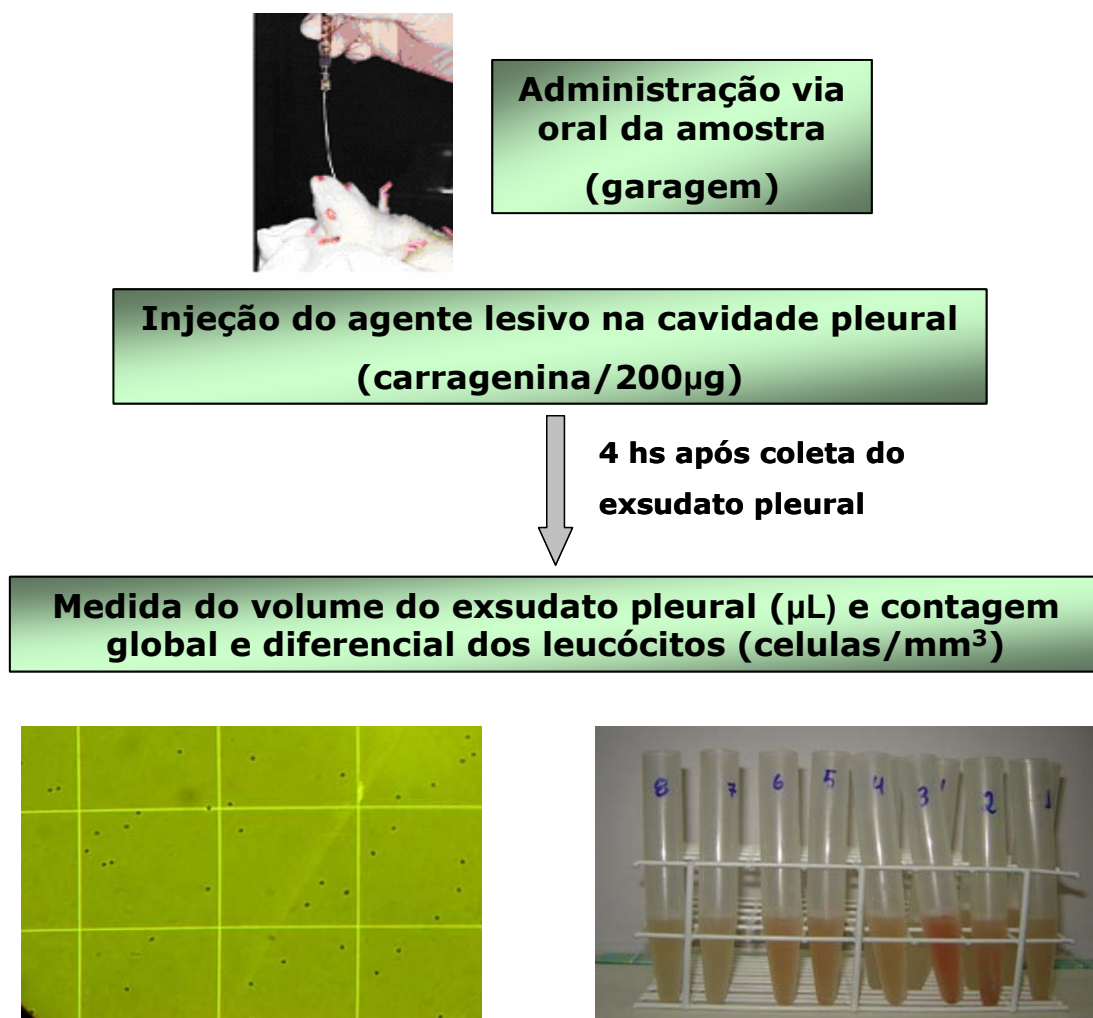 Administração via
oral da amostra
(garagem)
Injeção do agente lesivo na cavidade pleural
(carragenina/200µg)
4 hs após coleta do
exsudato pleural
Medida do volume do exsudato pleural (µL) e contagem
global e diferencial dos leucócitos (celulas/mm³)
8 7 6 5 4 3 2 1